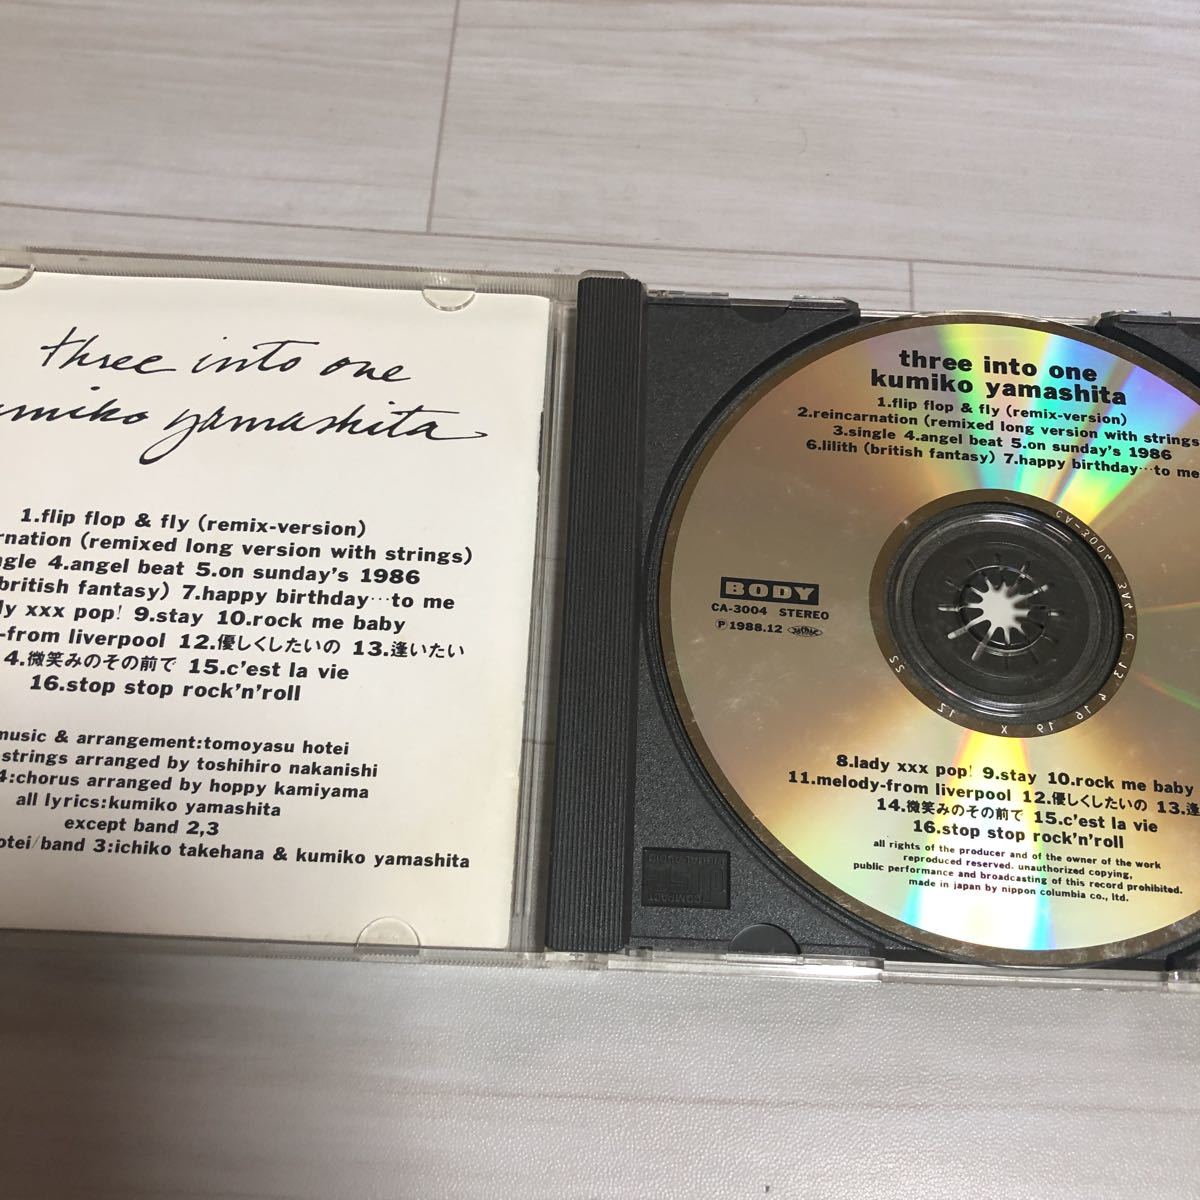 three into one
yamashita
1.flip flop & fly (remix-version)
(remixed long version with strings)
4.angel beat 5.on sunday's 1986
british fantasy) 7.happy birthday…to me
xxx pop! 9.stay 10.rock me baby
-from liverpool 12.優しくしたいの 13.逢いたい
4.微笑みのその前で 15.c'est la vie
16.stop stop rock'n'roll
music & arrangement:tomoyasu hotei
strings arranged by toshihiro nakanishi
4:chorus arranged by hoppy kamiyama
all lyrics:kumiko yamashita
except band 2,3
otei/band 3:ichiko takehana & kumiko yamashita
three into one
kumiko yamashita
1.flip flop & fly (remix-version)
2.reincarnation (remixed long version with strings
3.single 4.angel beat 5.on sunday's 1986
6.lilith (british fantasy) 7.happy birthday…to me
BODY
CA-3004 STEREO
P 1988.12 JASRAC
8.lady xxx pop! 9.stay 10.rock me baby
11.melody-from liverpool 12.優しくしたいの 13.逢
14.微笑みのその前で 15.c'est la vie
16.stop stop rock'n'roll
all rights of the producer and of the owner of the work
reproduced reserved. unauthorized copying,
public performance and broadcasting of this record prohibited.
made in japan by nippon columbia co., ltd.